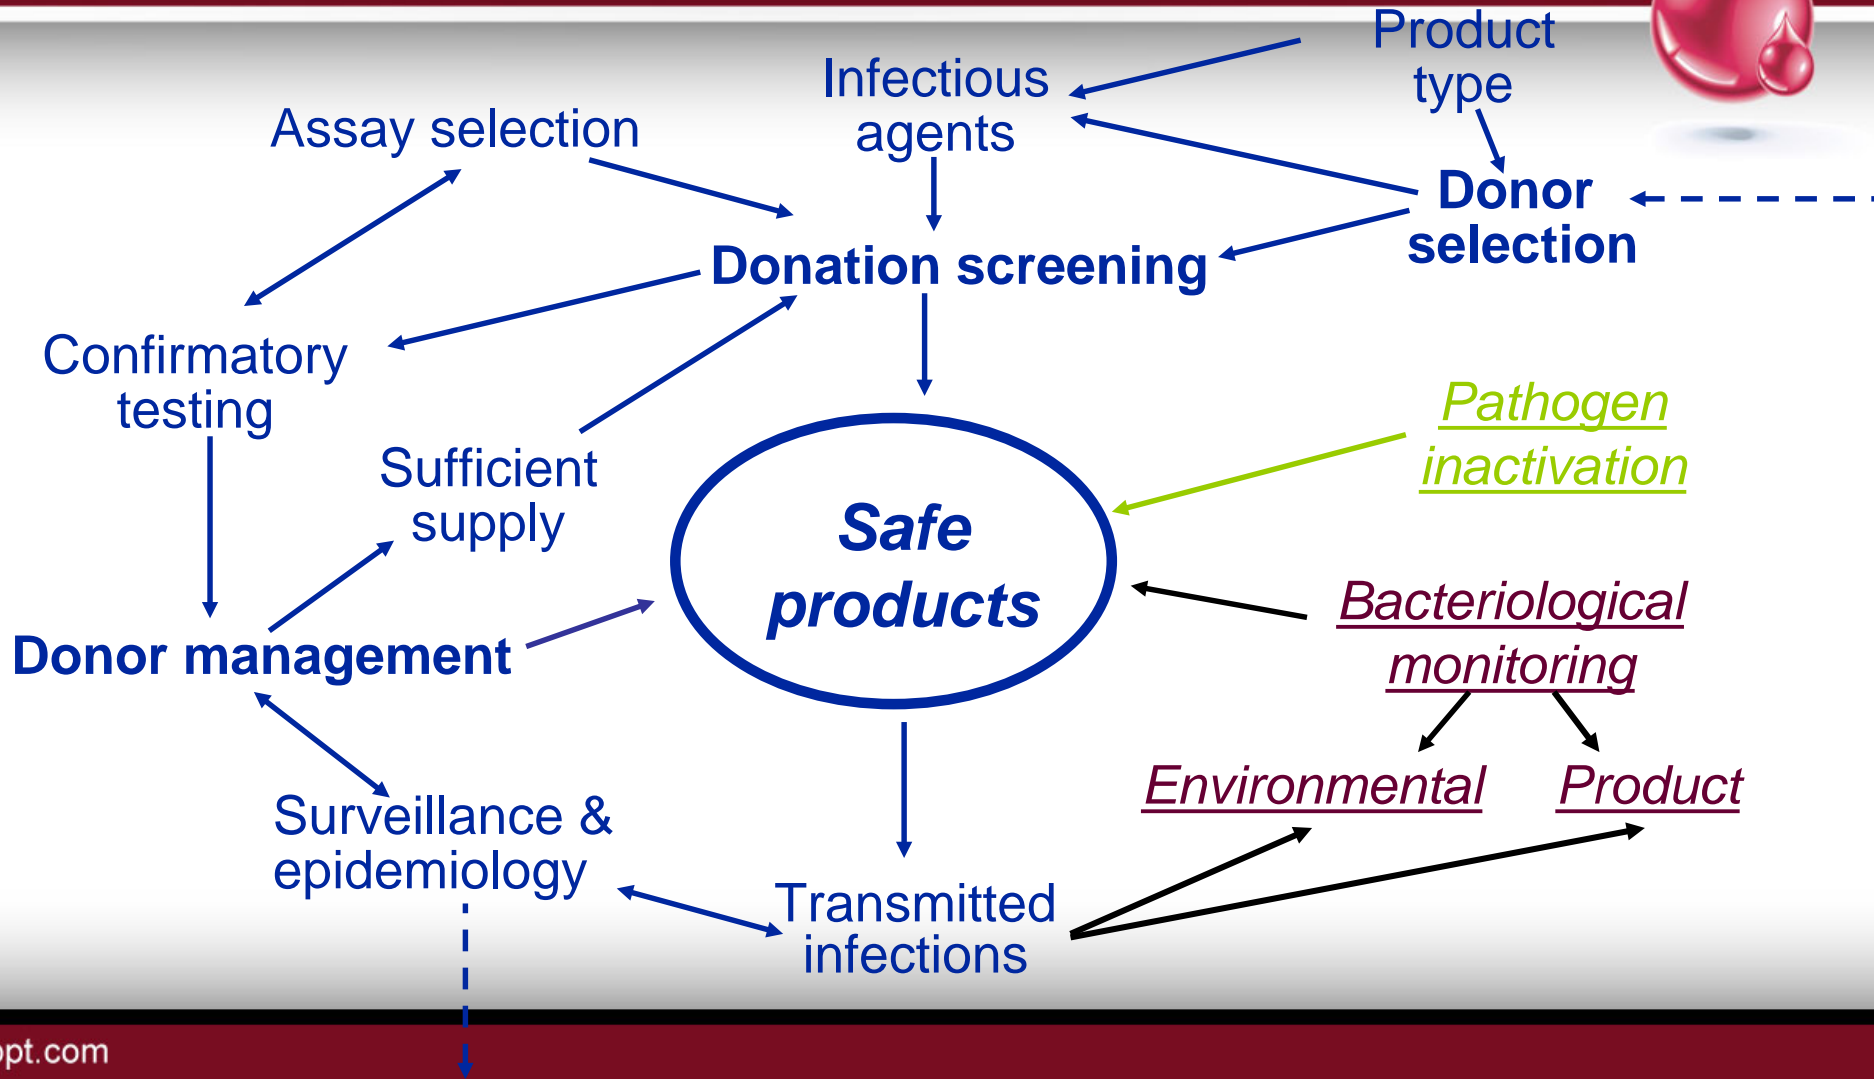 Product
type
Infectious
agents
Assay selection
Donor
selection
Donation screening
Confirmatory
testing
Pathogen
inactivation
Sufficient
supply
Safe
products
Bacteriological
monitoring
Donor management
Environmental
Product
Surveillance &
epidemiology
Transmitted
infections
opt.com